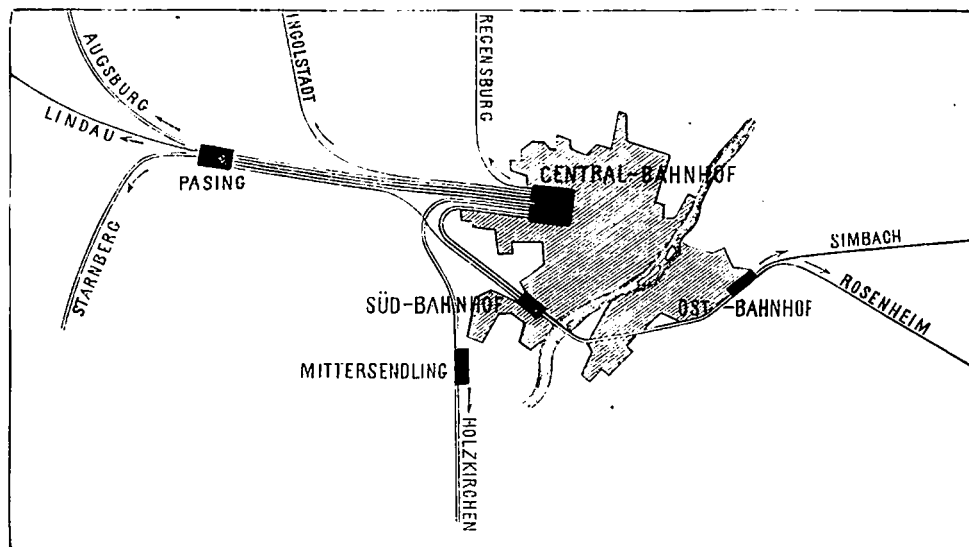 AUGSBURG
INGOLSTADT
REGENSBURG
LINDAU
PASING
CENTRAL-BAHNHOF
STARNBERG
SIMBACH
SÜD-BAHNHOF
OST-BAHNHOF
ROSENHEIM
MITTERSENDLING
HOLZKIRCHEN